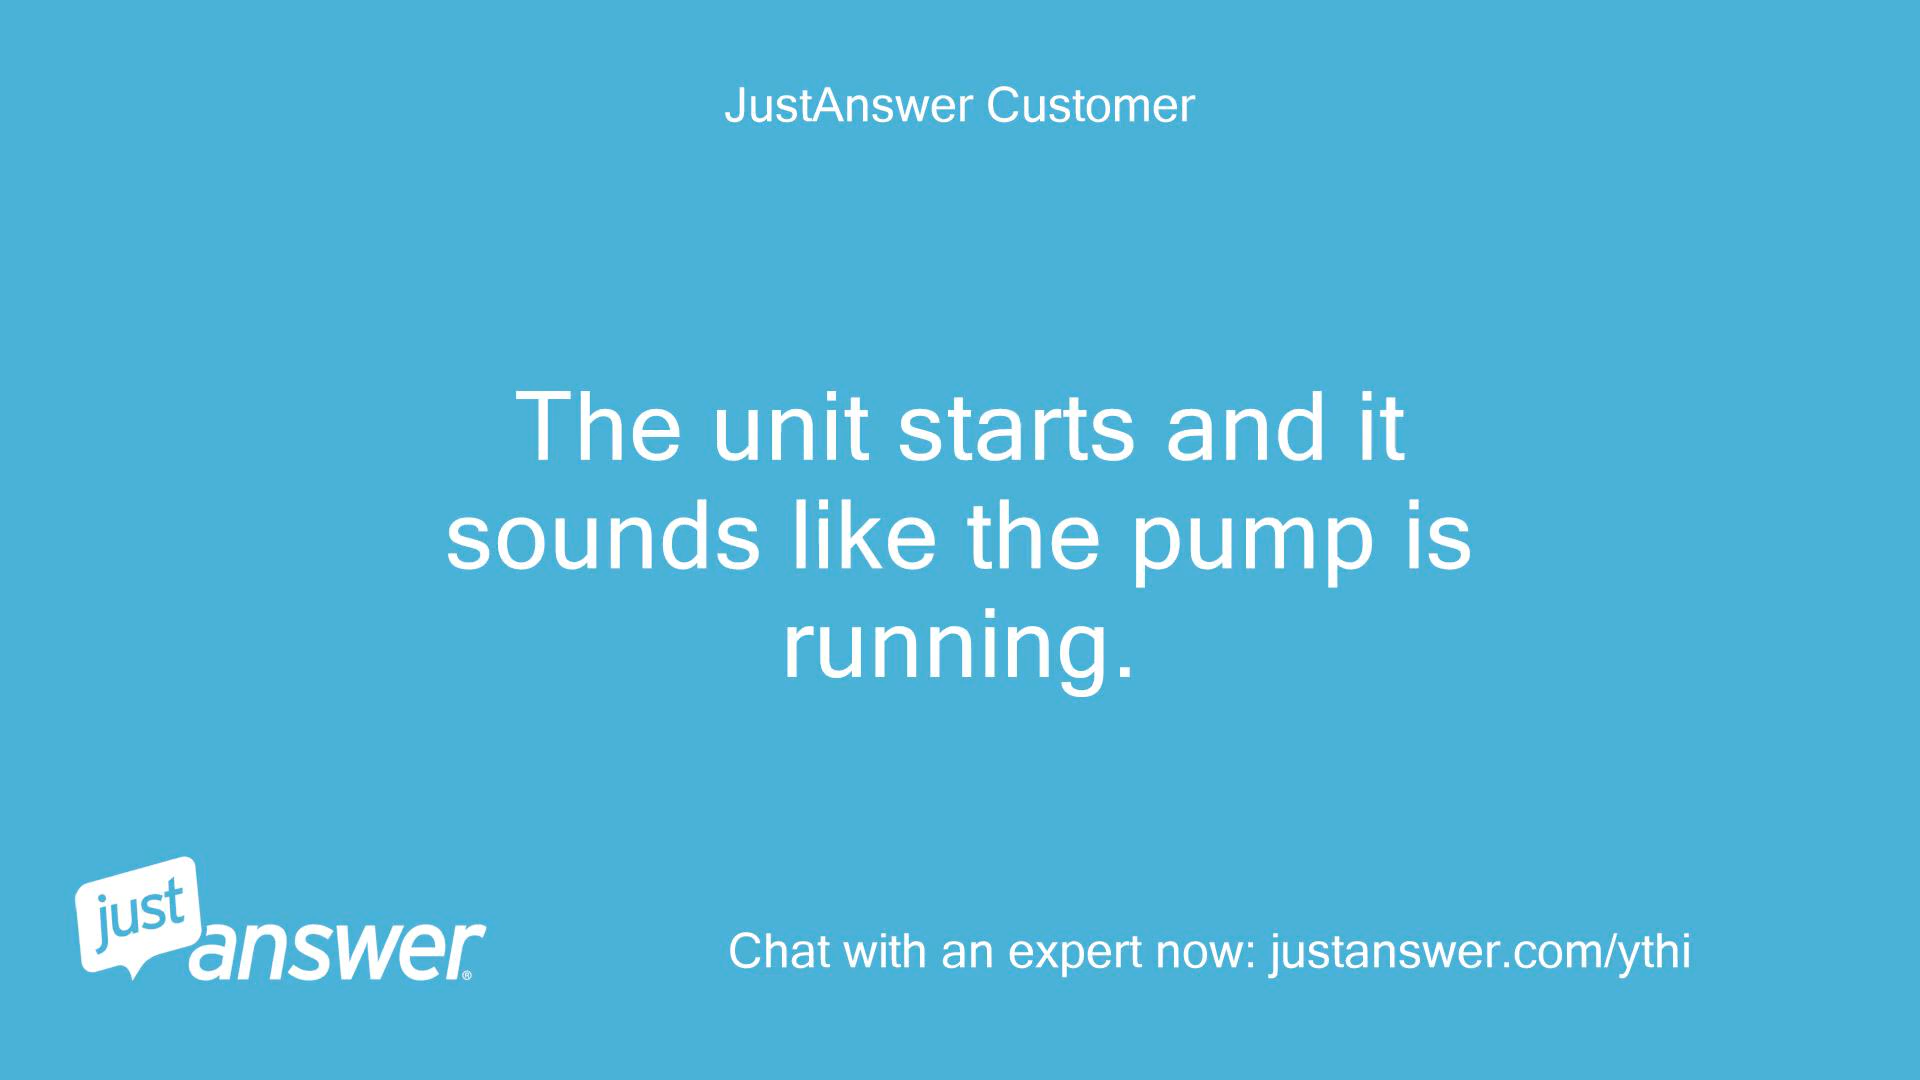 JustAnswer Customer
The unit starts and it
sounds like the pump is
running.
just
answer®
Chat with an expert now: justanswer.com/ythi